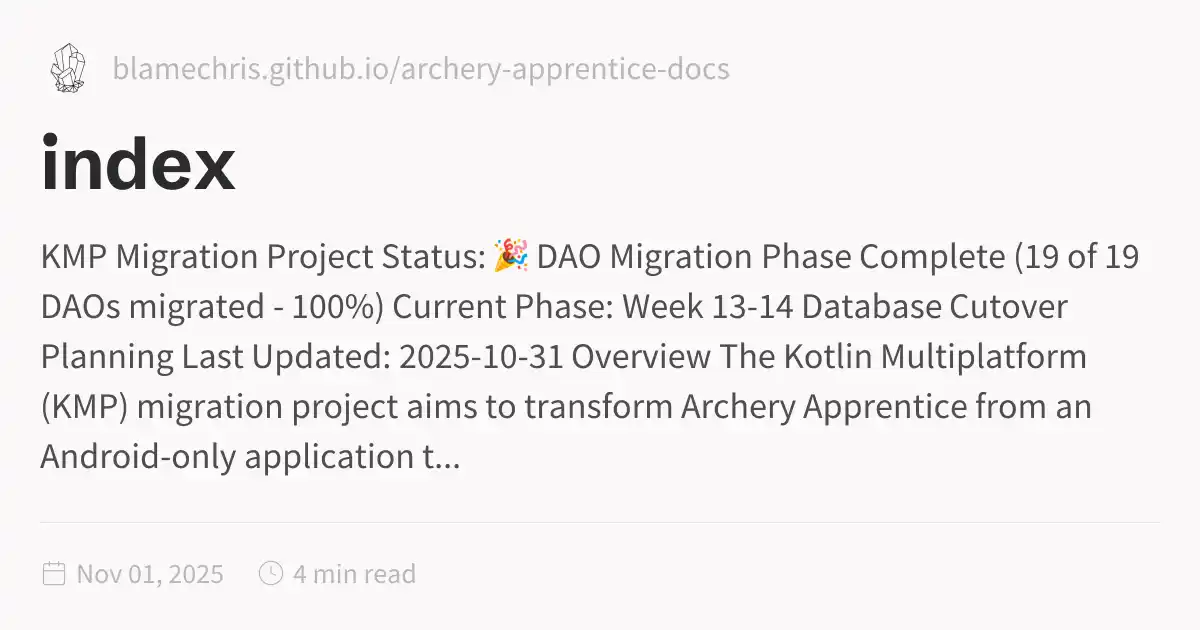 blamechris.github.io/archery-apprentice-docs
index
KMP Migration Project Status: 🎉 DAO Migration Phase Complete (19 of 19
DAOs migrated - 100%) Current Phase: Week 13-14 Database Cutover
Planning Last Updated: 2025-10-31 Overview The Kotlin Multiplatform
(KMP) migration project aims to transform Archery Apprentice from an
Android-only application t...
Nov 01, 2025 4 min read